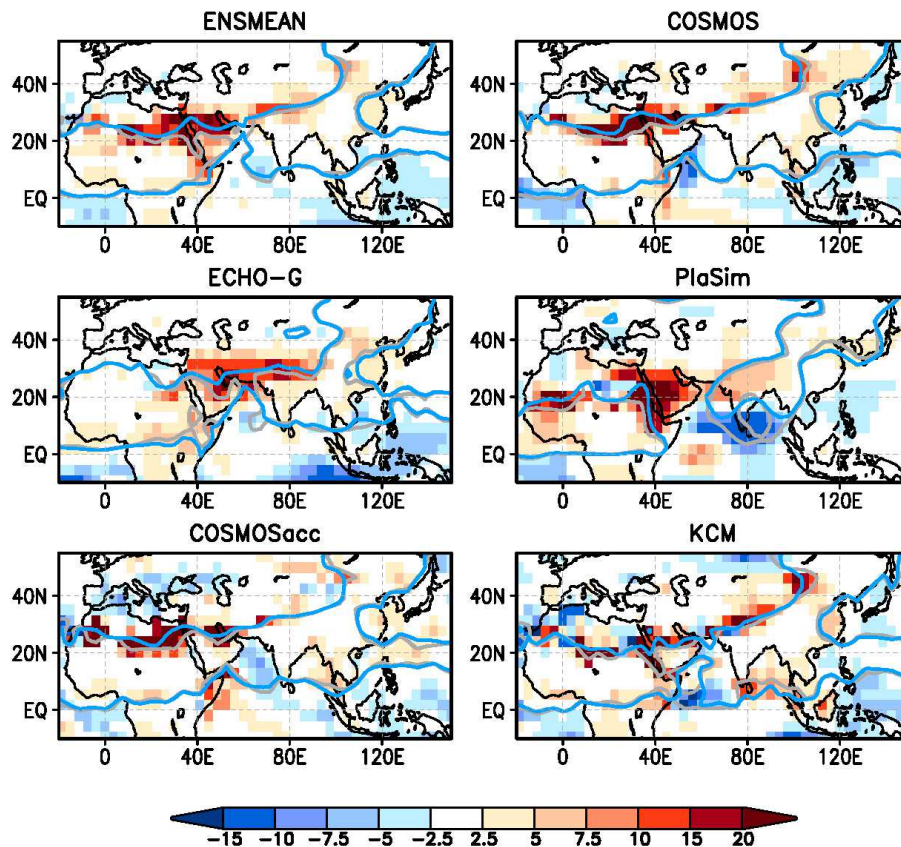 ENSMEAN COSMOS
40N 40N
20N 20N
EQ EQ
0 40E 80E 120E 0 40E 80E 120E
ECHO-G PlaSim
40N 40N
20N 20N
EQ EQ
0 40E 80E 120E 0 40E 80E 120E
COSMOSacc KCM
40N 40N
20N 20N
EQ EQ
0 40E 80E 120E 0 40E 80E 120E
-15 -10 -7.5 -5 -2.5 2.5 5 7.5 10 15 20